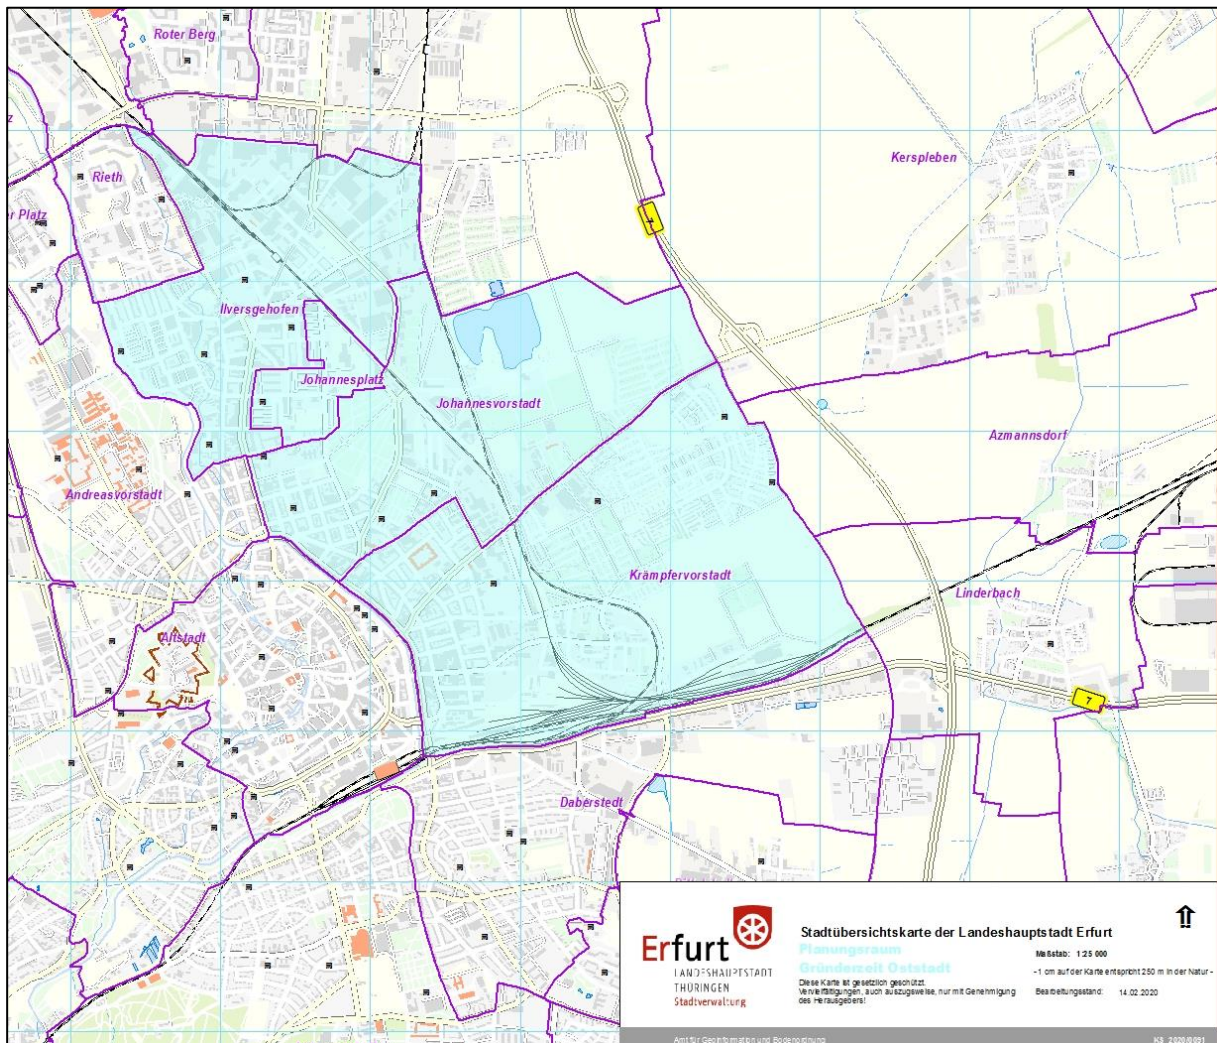 Roter Berg
Kerspleben
Rieth
r Platz
7
Ilversgehofen
Johannesplatz
Johannesvorstadt
Azmannsdorf
Andreasvorstadt
Krämpfervorstadt
Linderbach
Altstadt
7
Daberstedt
Erfurt
LANDESHAUPTSTADT
THÜRINGEN
Stadtverwaltung
Stadtübersichtskarte der Landeshauptstadt Erfurt
Planungsraum
Gründerzeit Oststadt
Diese Karte ist gesetzlich geschützt.
Vervielfältigungen, auch auszugsweise, nur mit Genehmigung
des Herausgebers!
Maßstab: 1:25 000
- 1 cm auf der Karte entspricht 250 m in der Natur -
Bearbeitungsstand: 14.02.2020
Amt für Geoinformation und Bodenordnung
KS 2020/0091